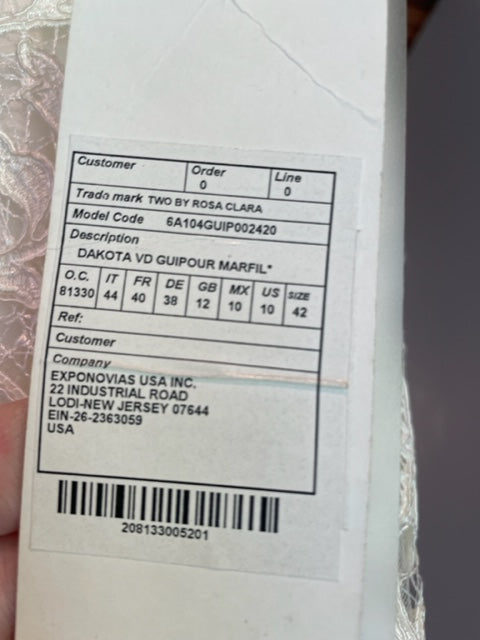 Customer Order Line
0 0
Trade mark TWO BY ROSA CLARA
Model Code 6A104GUIP002420
Description
DAKOTA VD GUIPOUR MARFIL*
O.C. IT FR DE GB MX US SIZE
81330 44 40 38 12 10 10 42
Ref:
Customer
Company
EXPONOVIAS USA INC.
22 INDUSTRIAL ROAD
LODI-NEW JERSEY 07644
EIN-26-2363059
USA
208133005201